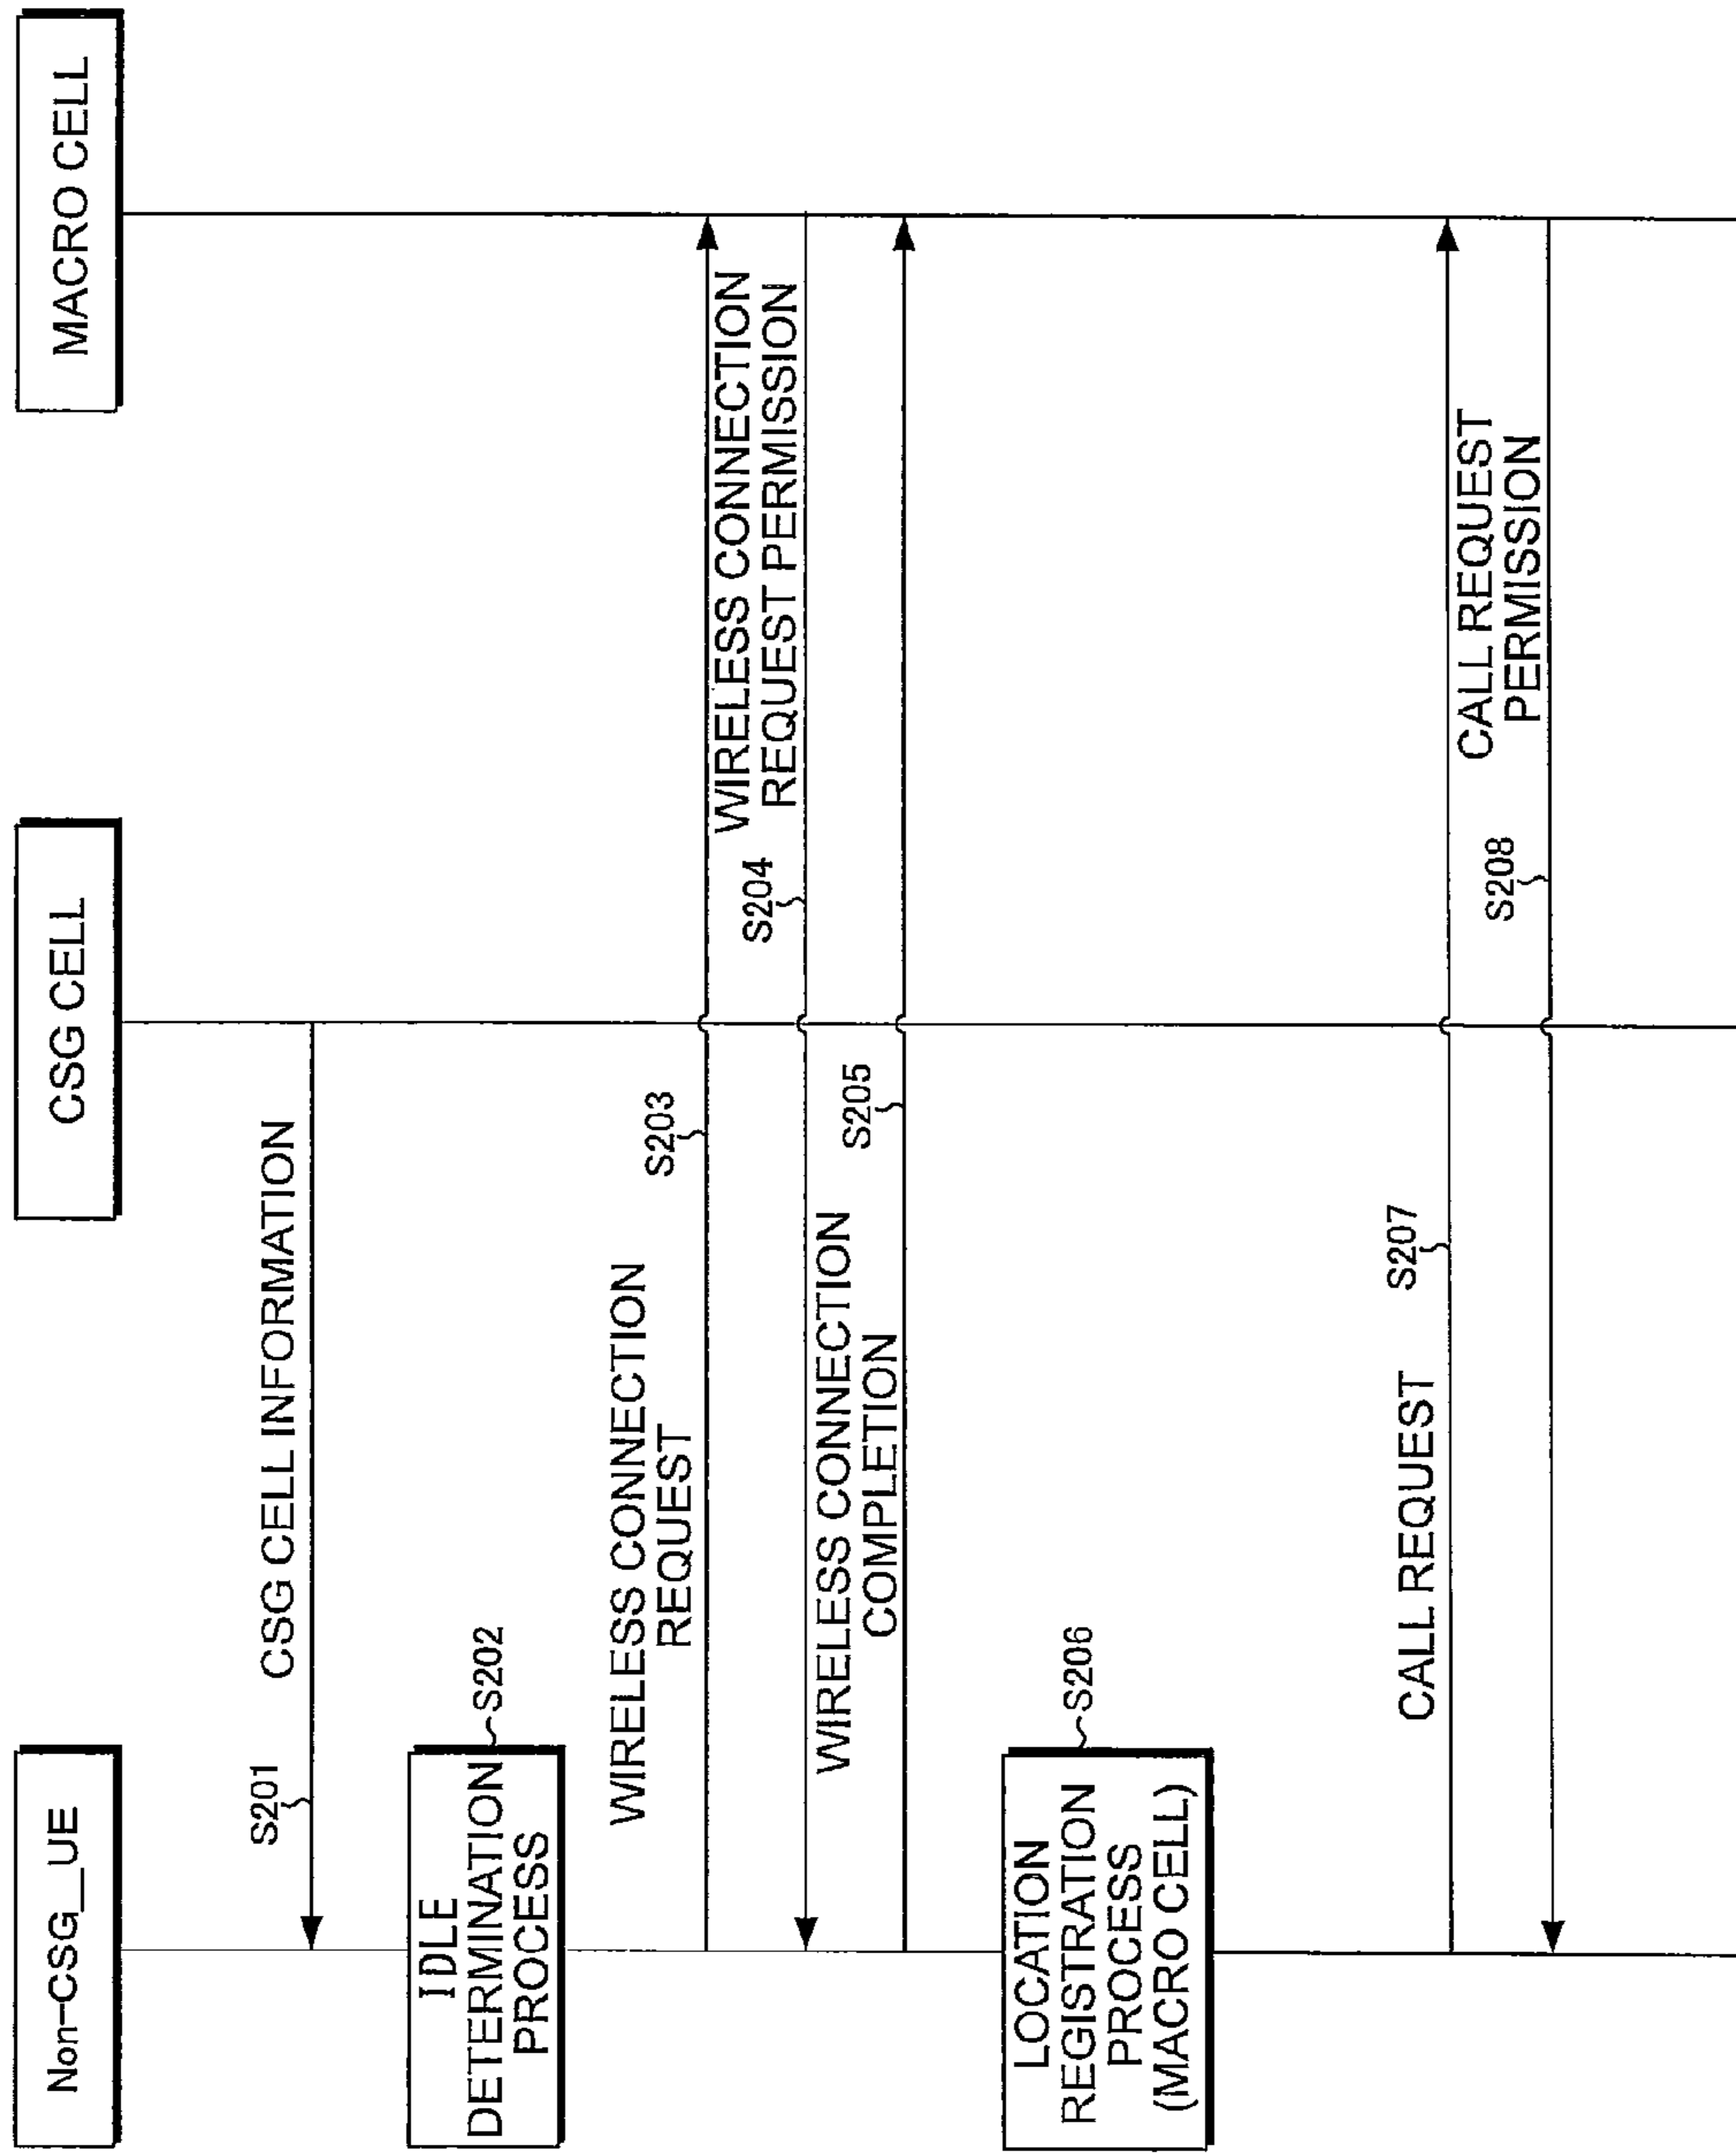 Non-CSG_UE
CSG CELL
MACRO CELL
S201
CSG CELL INFORMATION
IDLE
DETERMINATION
PROCESS
S202
WIRELESS CONNECTION
REQUEST
S203
WIRELESS CONNECTION
REQUEST PERMISSION
S204
WIRELESS CONNECTION
COMPLETION
S205
LOCATION
REGISTRATION
PROCESS
(MACRO CELL)
S206
CALL REQUEST
S207
CALL REQUEST
PERMISSION
S208